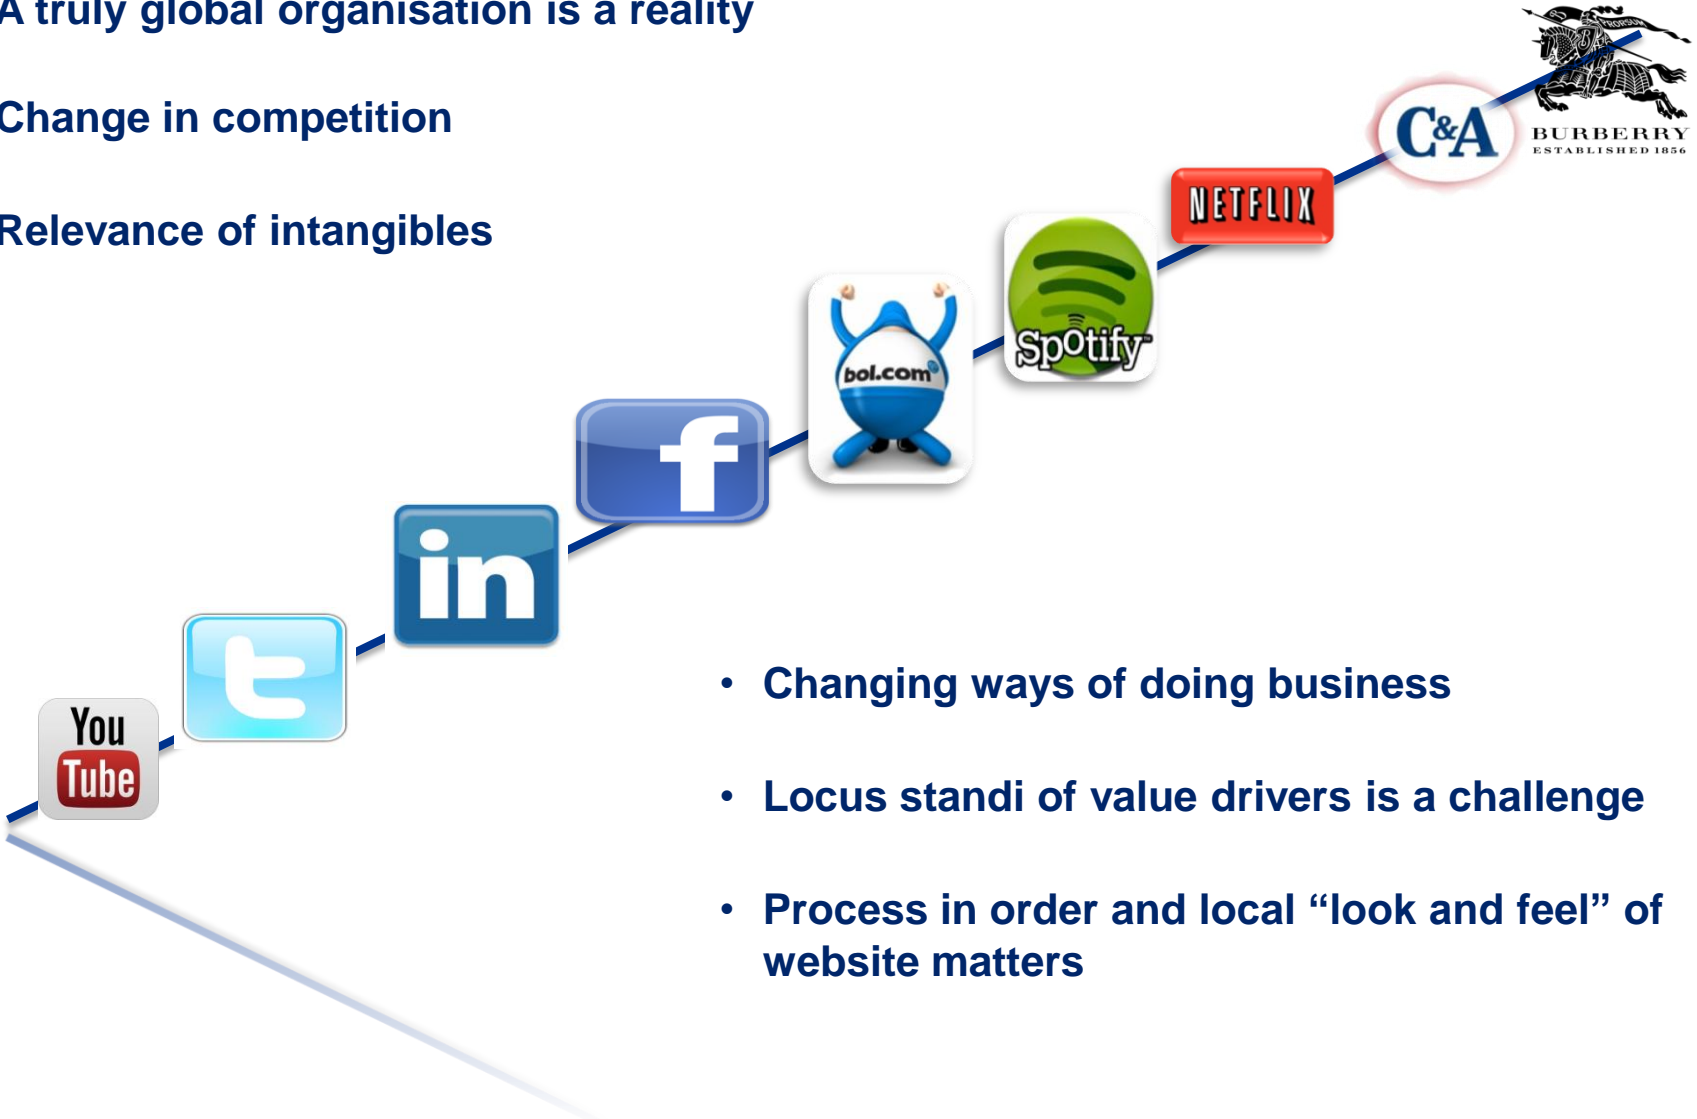 A truly global organisation is a reality
Change in competition
Relevance of intangibles
PRORSUM
C&A
BURBERRY
ESTABLISHED 1856
NETFLIX
Spotify
bol.com
f
in
t
You
Tube
• Changing ways of doing business
• Locus standi of value drivers is a challenge
• Process in order and local “look and feel” of
website matters